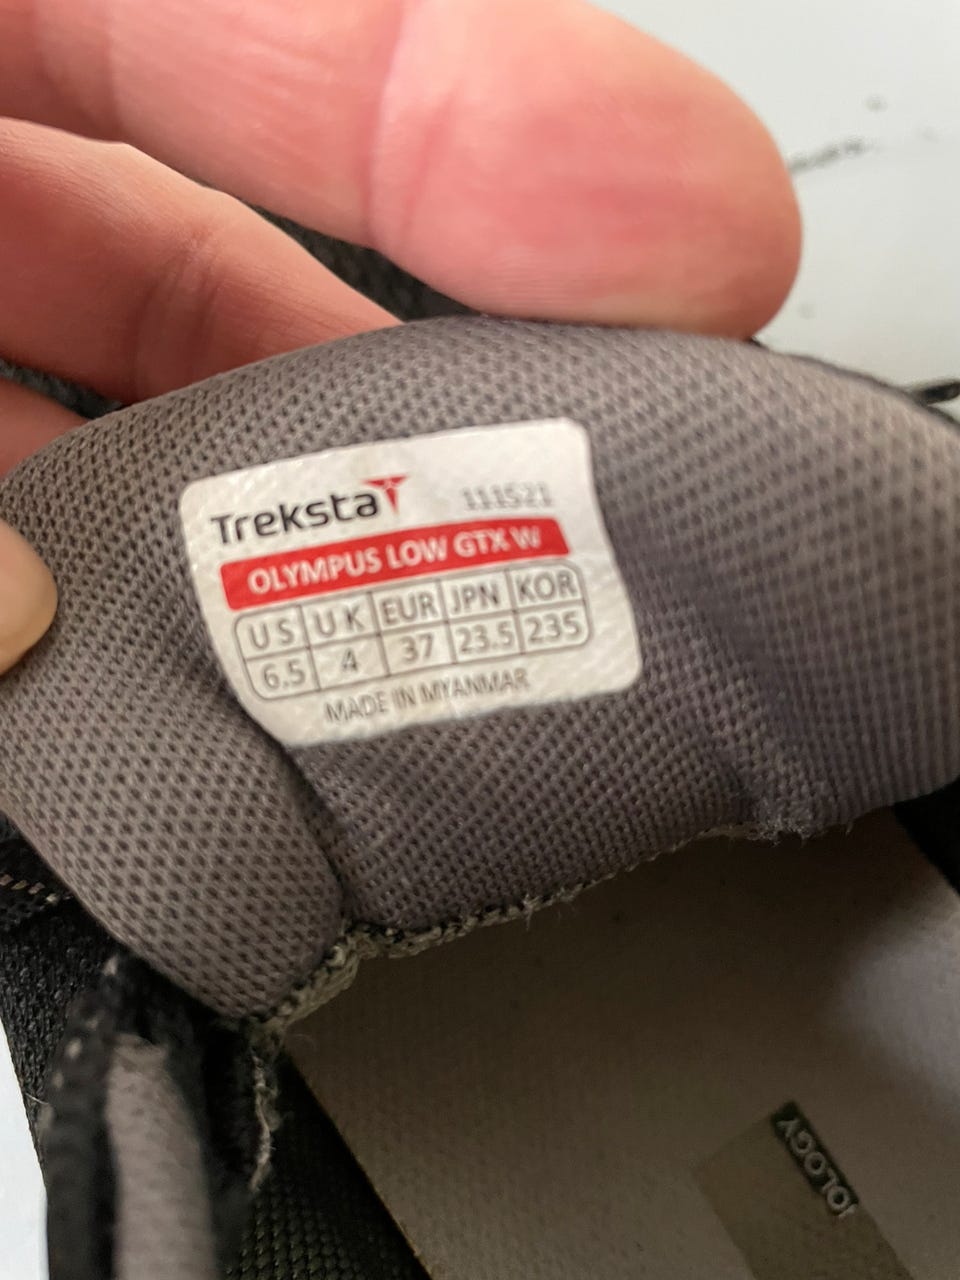 Treksta 111521
OLYMPUS LOW GTX W
US UK EUR JPN KOR
6.5 4 37 23.5 235
MADE IN MYANMAR
IOLOGY